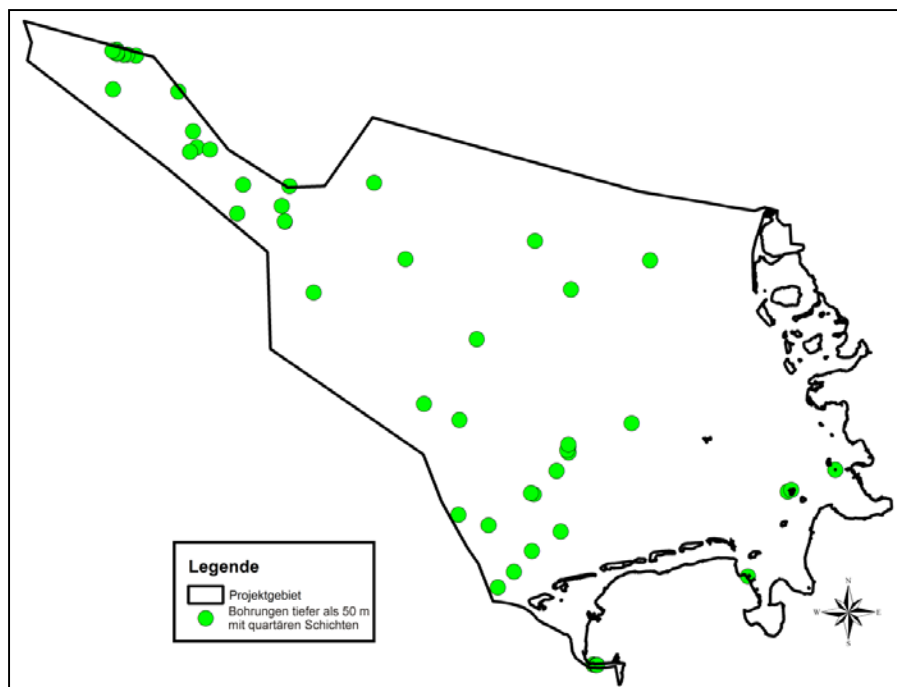 Legende
Projektgebiet
Bohrungen tiefer als 50 m
mit quartären Schichten
N
W E
S